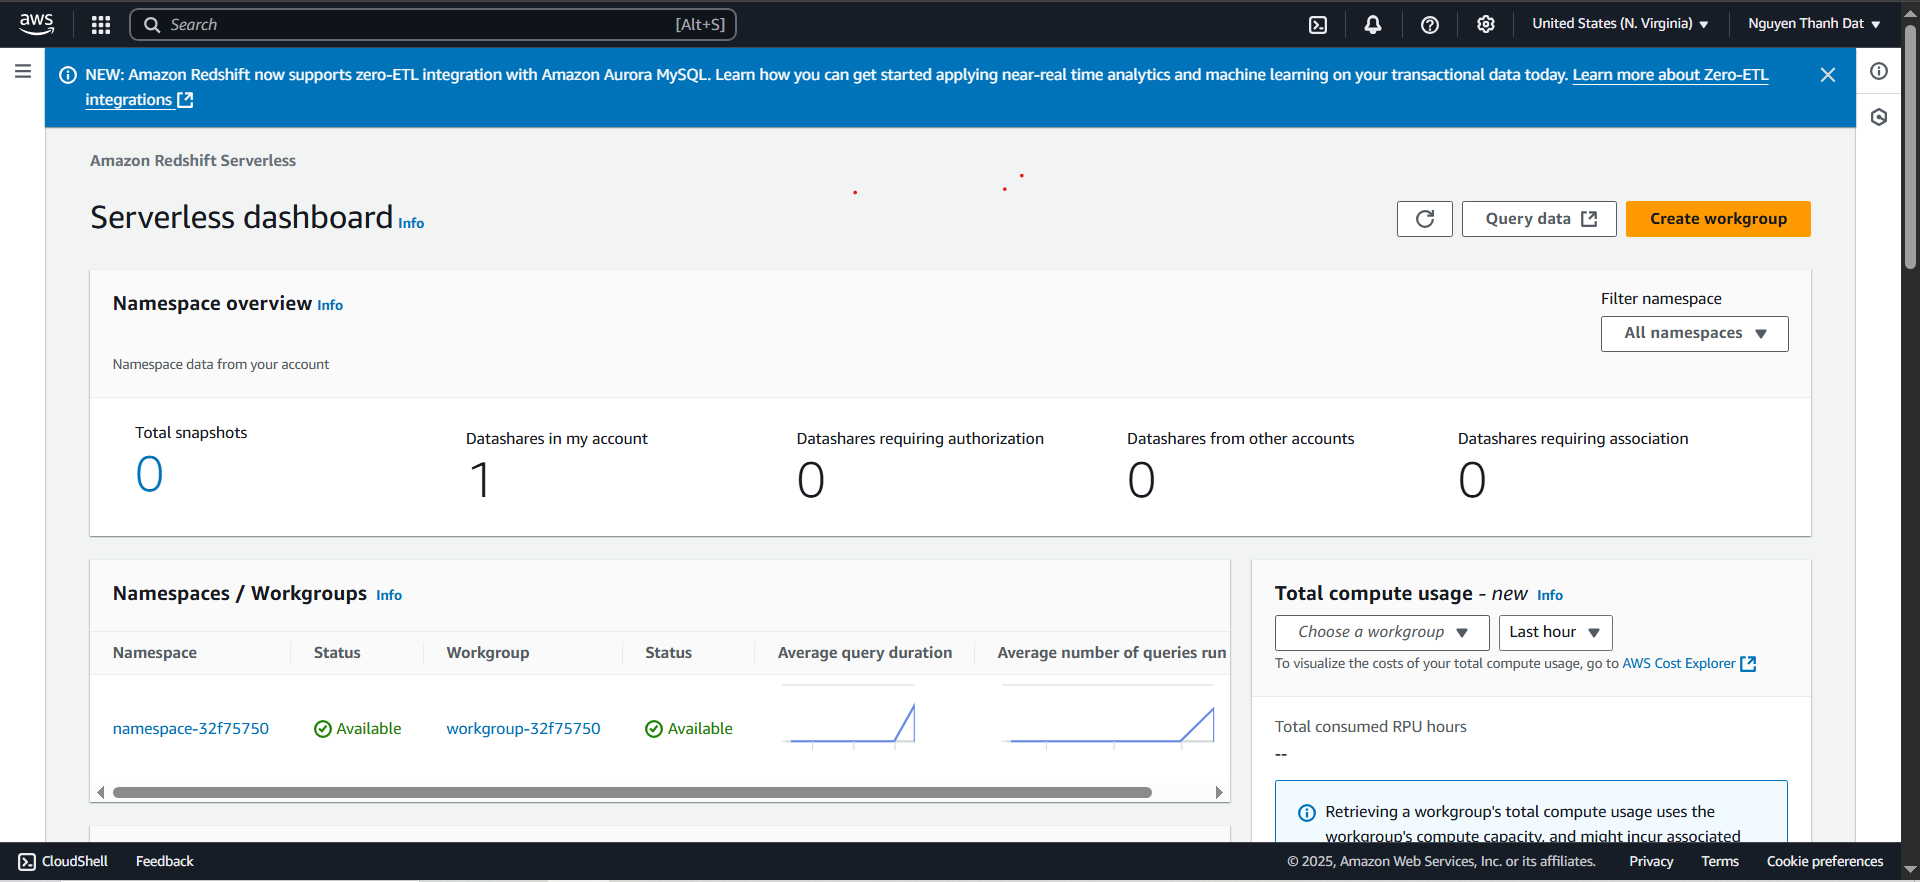 aws
Search [Alt+S]
United States (N. Virginia)
Nguyen Thanh Dat
NEW: Amazon Redshift now supports zero-ETL integration with Amazon Aurora MySQL. Learn how you can get started applying near-real time analytics and machine learning on your transactional data today. Learn more about Zero-ETL
integrations
Amazon Redshift Serverless
Serverless dashboard Info
Query data
Create workgroup
Namespace overview Info
Filter namespace
All namespaces
Namespace data from your account
Total snapshots
0
Datashares in my account
1
Datashares requiring authorization
0
Datashares from other accounts
0
Datashares requiring association
0
Namespaces / Workgroups Info
Namespace Status Workgroup Status Average query duration Average number of queries run
namespace-32f75750 Available workgroup-32f75750 Available
Total compute usage - new Info
Choose a workgroup Last hour
To visualize the costs of your total compute usage, go to AWS Cost Explorer
Total consumed RPU hours
--
Retrieving a workgroup's total compute usage uses the
workgroup's compute capacity, and might incur associated
CloudShell Feedback
© 2025, Amazon Web Services, Inc. or its affiliates. Privacy Terms Cookie preferences